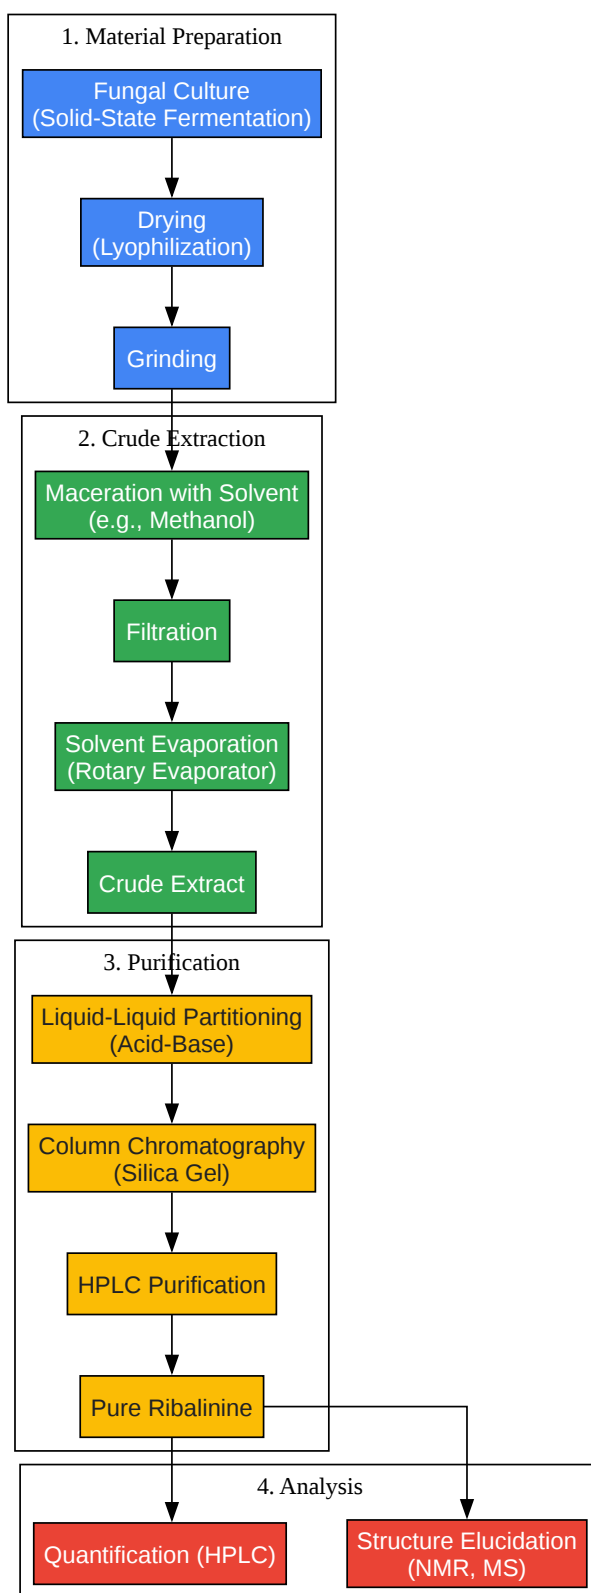 1. Material Preparation
Fungal Culture
(Solid-State Fermentation)
Drying
(Lyophilization)
Grinding
2. Crude Extraction
Maceration with Solvent
(e.g., Methanol)
Filtration
Solvent Evaporation
(Rotary Evaporator)
Crude Extract
3. Purification
Liquid-Liquid Partitioning
(Acid-Base)
Column Chromatography
(Silica Gel)
HPLC Purification
Pure Ribalinine
4. Analysis
Quantification (HPLC)
Structure Elucidation
(NMR, MS)